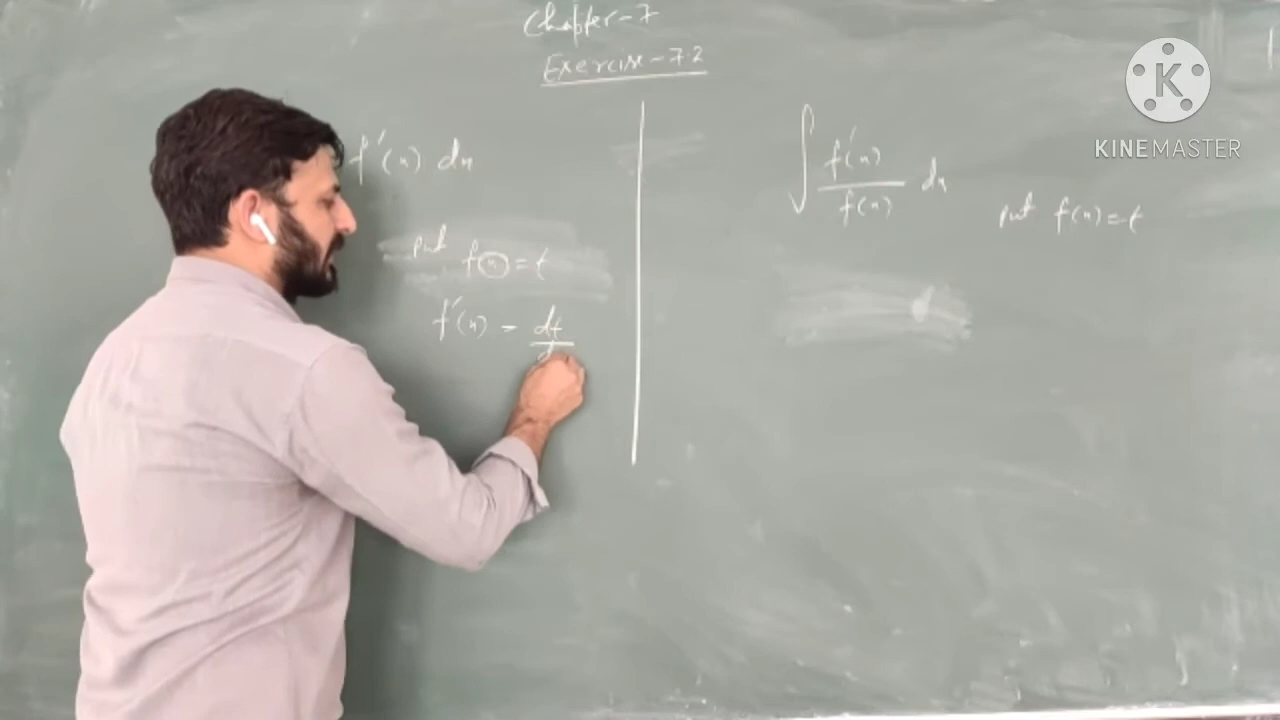 Chapter-7
Exercise-7.2
f'(x) dx
put f(x) = t
f'(x) = dt
∫ f'(x) / f(x) dx
put f(x) = t
K
KINEMASTER